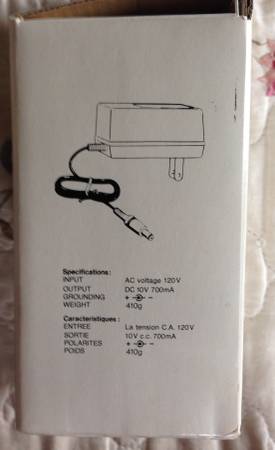 Specifications:
INPUT AC voltage 120V
OUTPUT DC 10V 700mA
GROUNDING + -
WEIGHT 410g
Caracteristiques:
ENTREE La tension C.A. 120V
SORTIE 10V c.c. 700mA
POLARITES + -
POIDS 410g